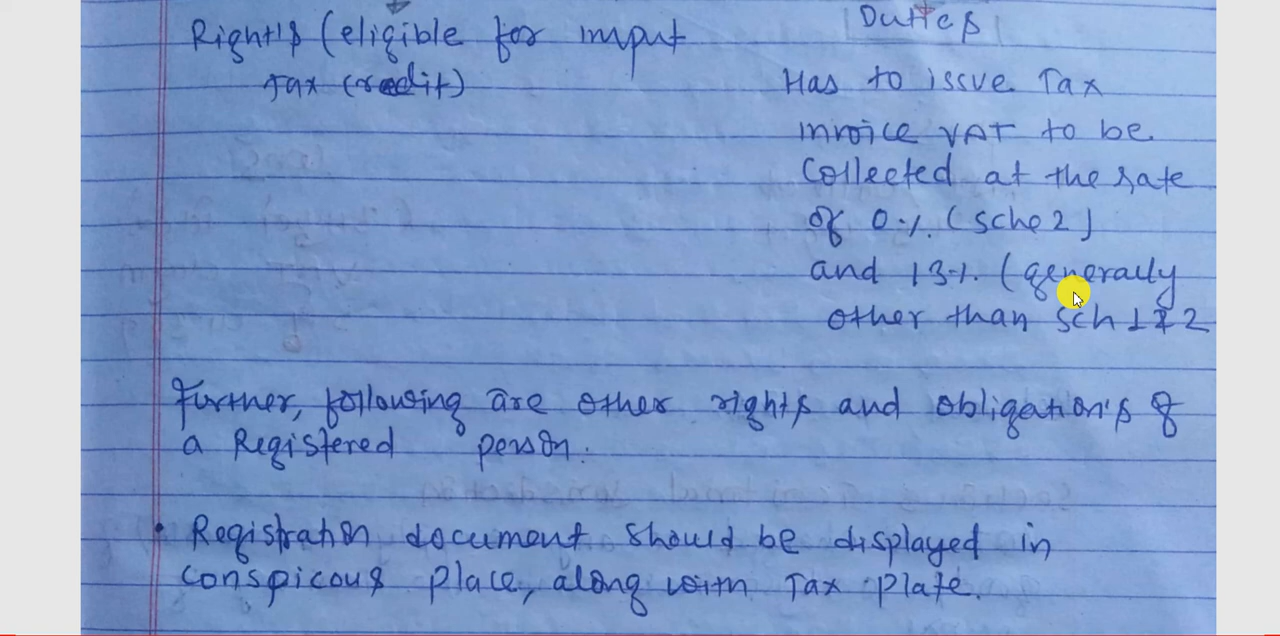 Right's (eligible for input
Tax credit)
Duties
Has to issue Tax
invoice VAT to be
collected at the rate
of 0%. (Sche 2)
and 13%. (generally
other than Sch 1 & 2
Further, following are other rights and obligation's of
a Registered person.
• Registration document should be displayed in
conspicous place, along with Tax plate.